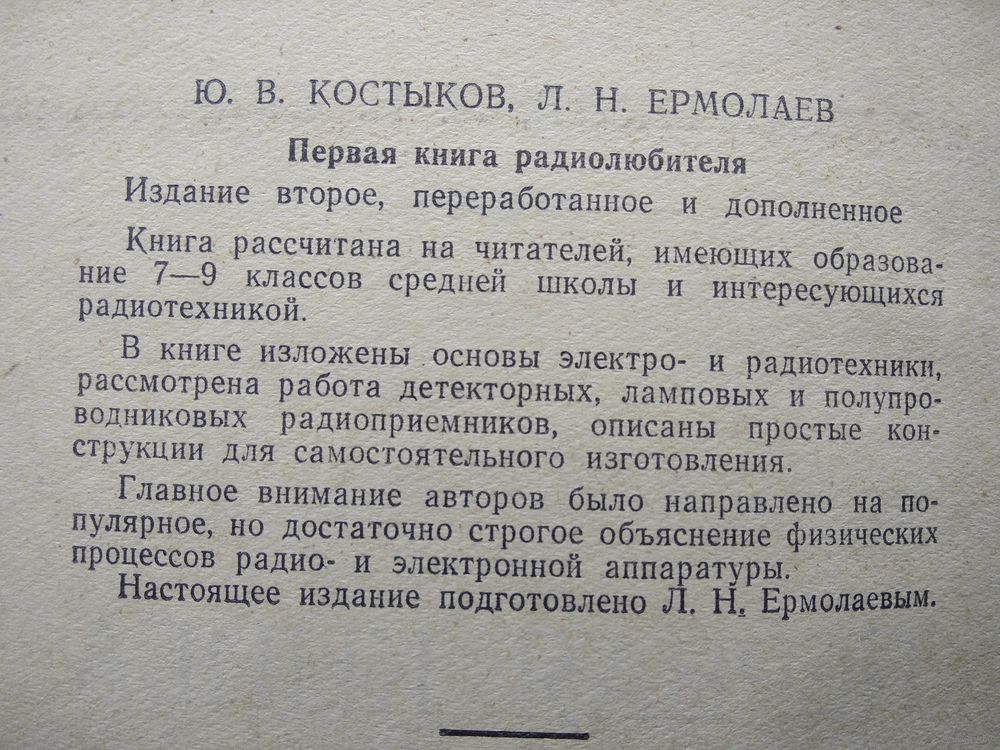 Ю. В. КОСТЫКОВ, Л. Н. ЕРМОЛАЕВ
Первая книга радиолюбителя
Издание второе, переработанное и дополненное
Книга рассчитана на читателей, имеющих образова-
ние 7—9 классов средней школы и интересующихся
радиотехникой.
В книге изложены основы электро- и радиотехники,
рассмотрена работа детекторных, ламповых и полупро-
водниковых радиоприемников, описаны простые кон-
струкции для самостоятельного изготовления.
Главное внимание авторов было направлено на по-
пулярное, но достаточно строгое объяснение физических
процессов радио- и электронной аппаратуры.
Настоящее издание подготовлено Л. Н. Ермолаевым.